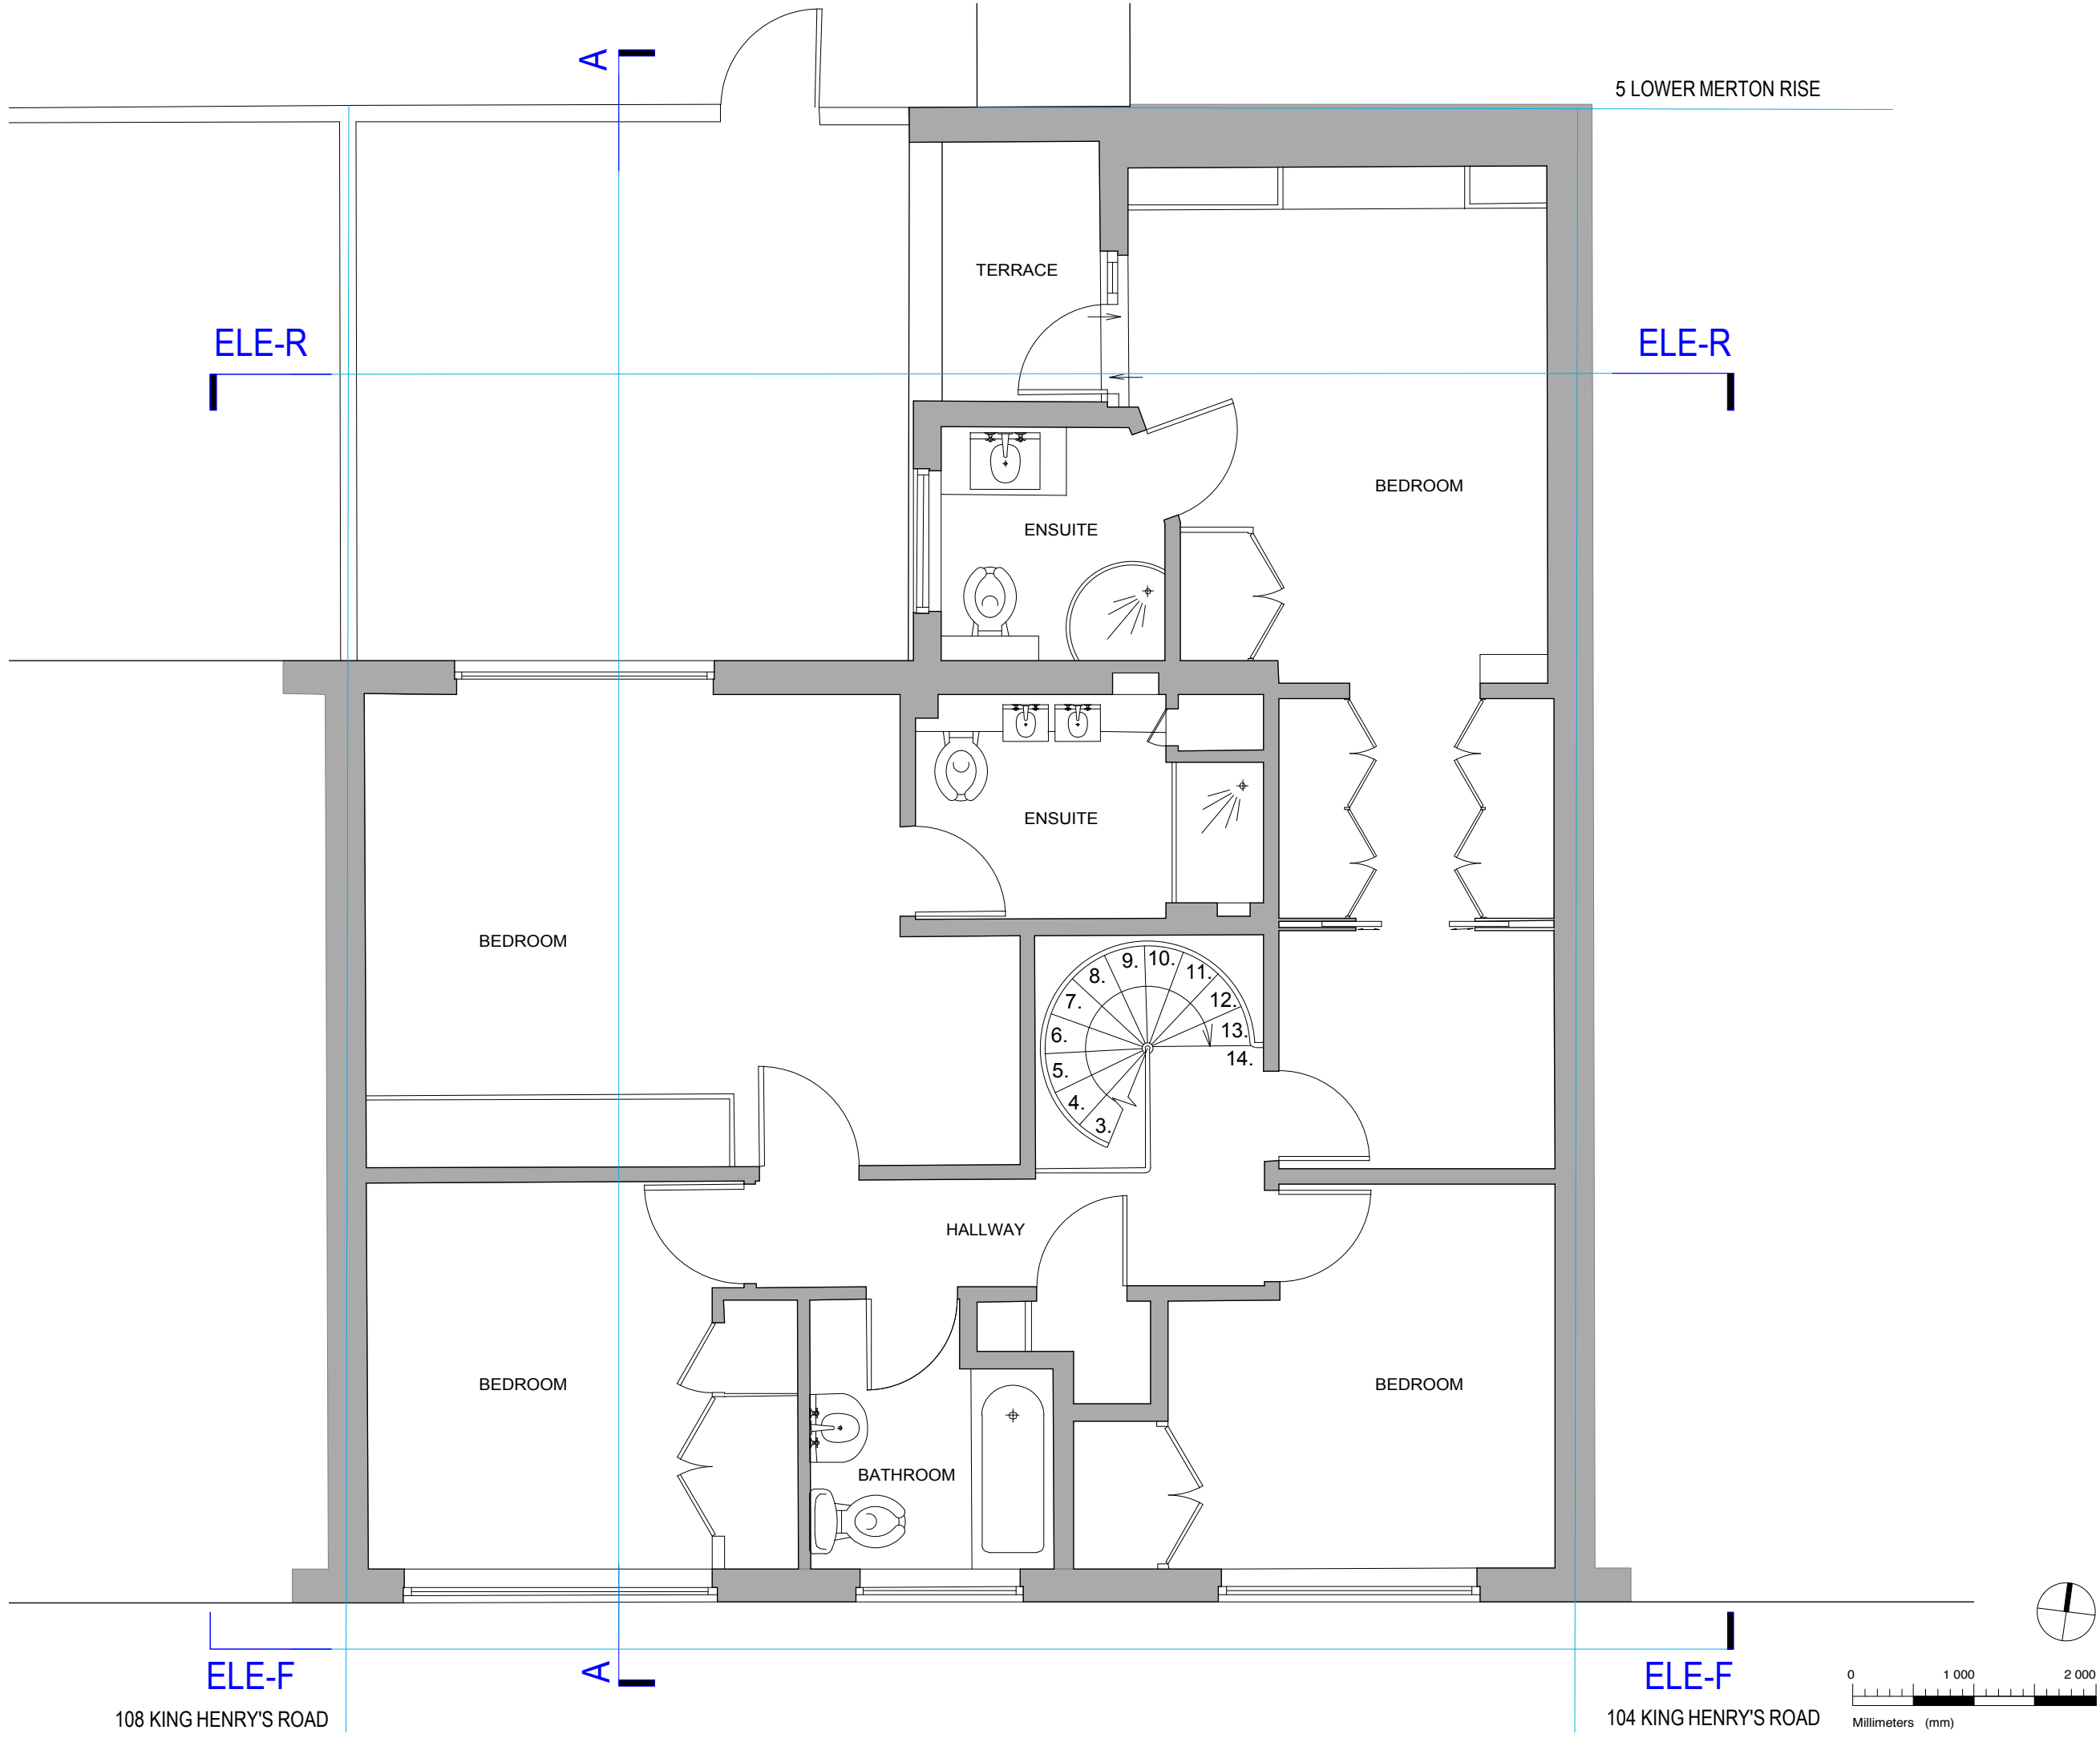 A
5 LOWER MERTON RISE
TERRACE
ELE-R
ELE-R
BEDROOM
ENSUITE
ENSUITE
BEDROOM
9. 10.
8. 11.
7. 12.
6. 13.
5. 14.
4.
3.
HALLWAY
BEDROOM
BEDROOM
BATHROOM
ELE-F
A
ELE-F
0 1 000 2 000
Millimeters (mm)
108 KING HENRY'S ROAD
104 KING HENRY'S ROAD